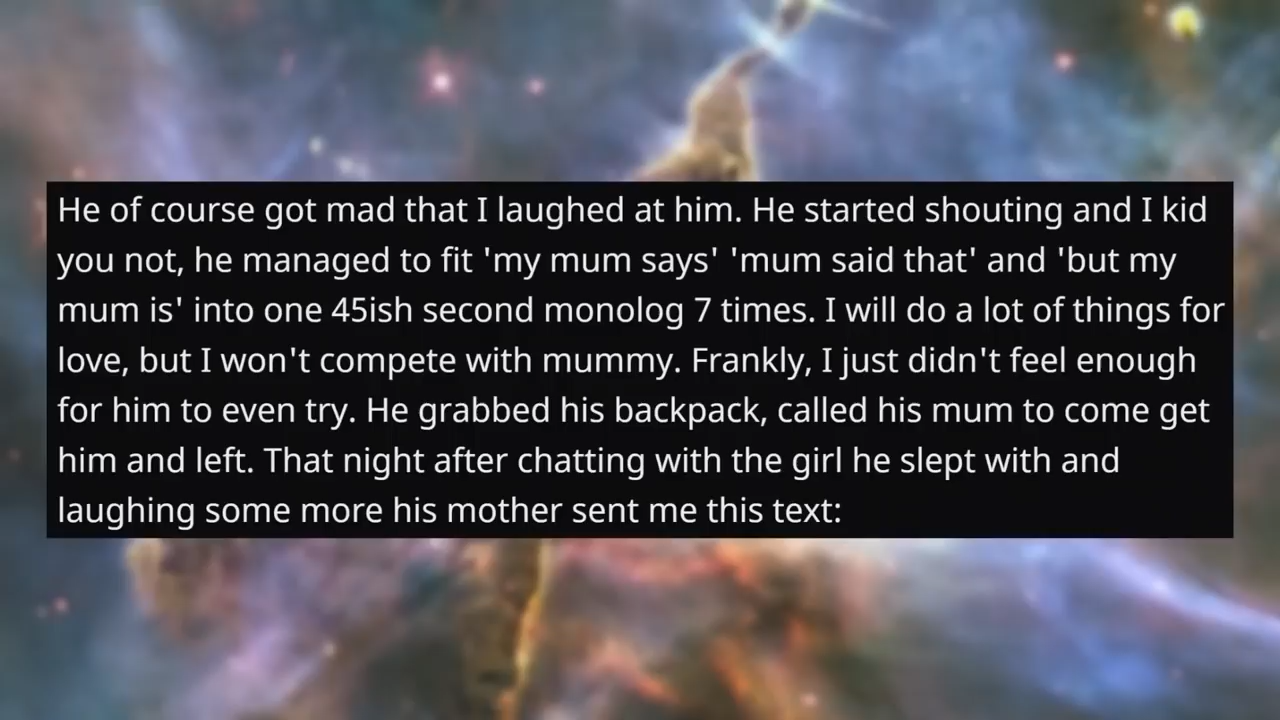 He of course got mad that I laughed at him. He started shouting and I kid
you not, he managed to fit 'my mum says' 'mum said that' and 'but my
mum is' into one 45ish second monolog 7 times. I will do a lot of things for
love, but I won't compete with mummy. Frankly, I just didn't feel enough
for him to even try. He grabbed his backpack, called his mum to come get
him and left. That night after chatting with the girl he slept with and
laughing some more his mother sent me this text: